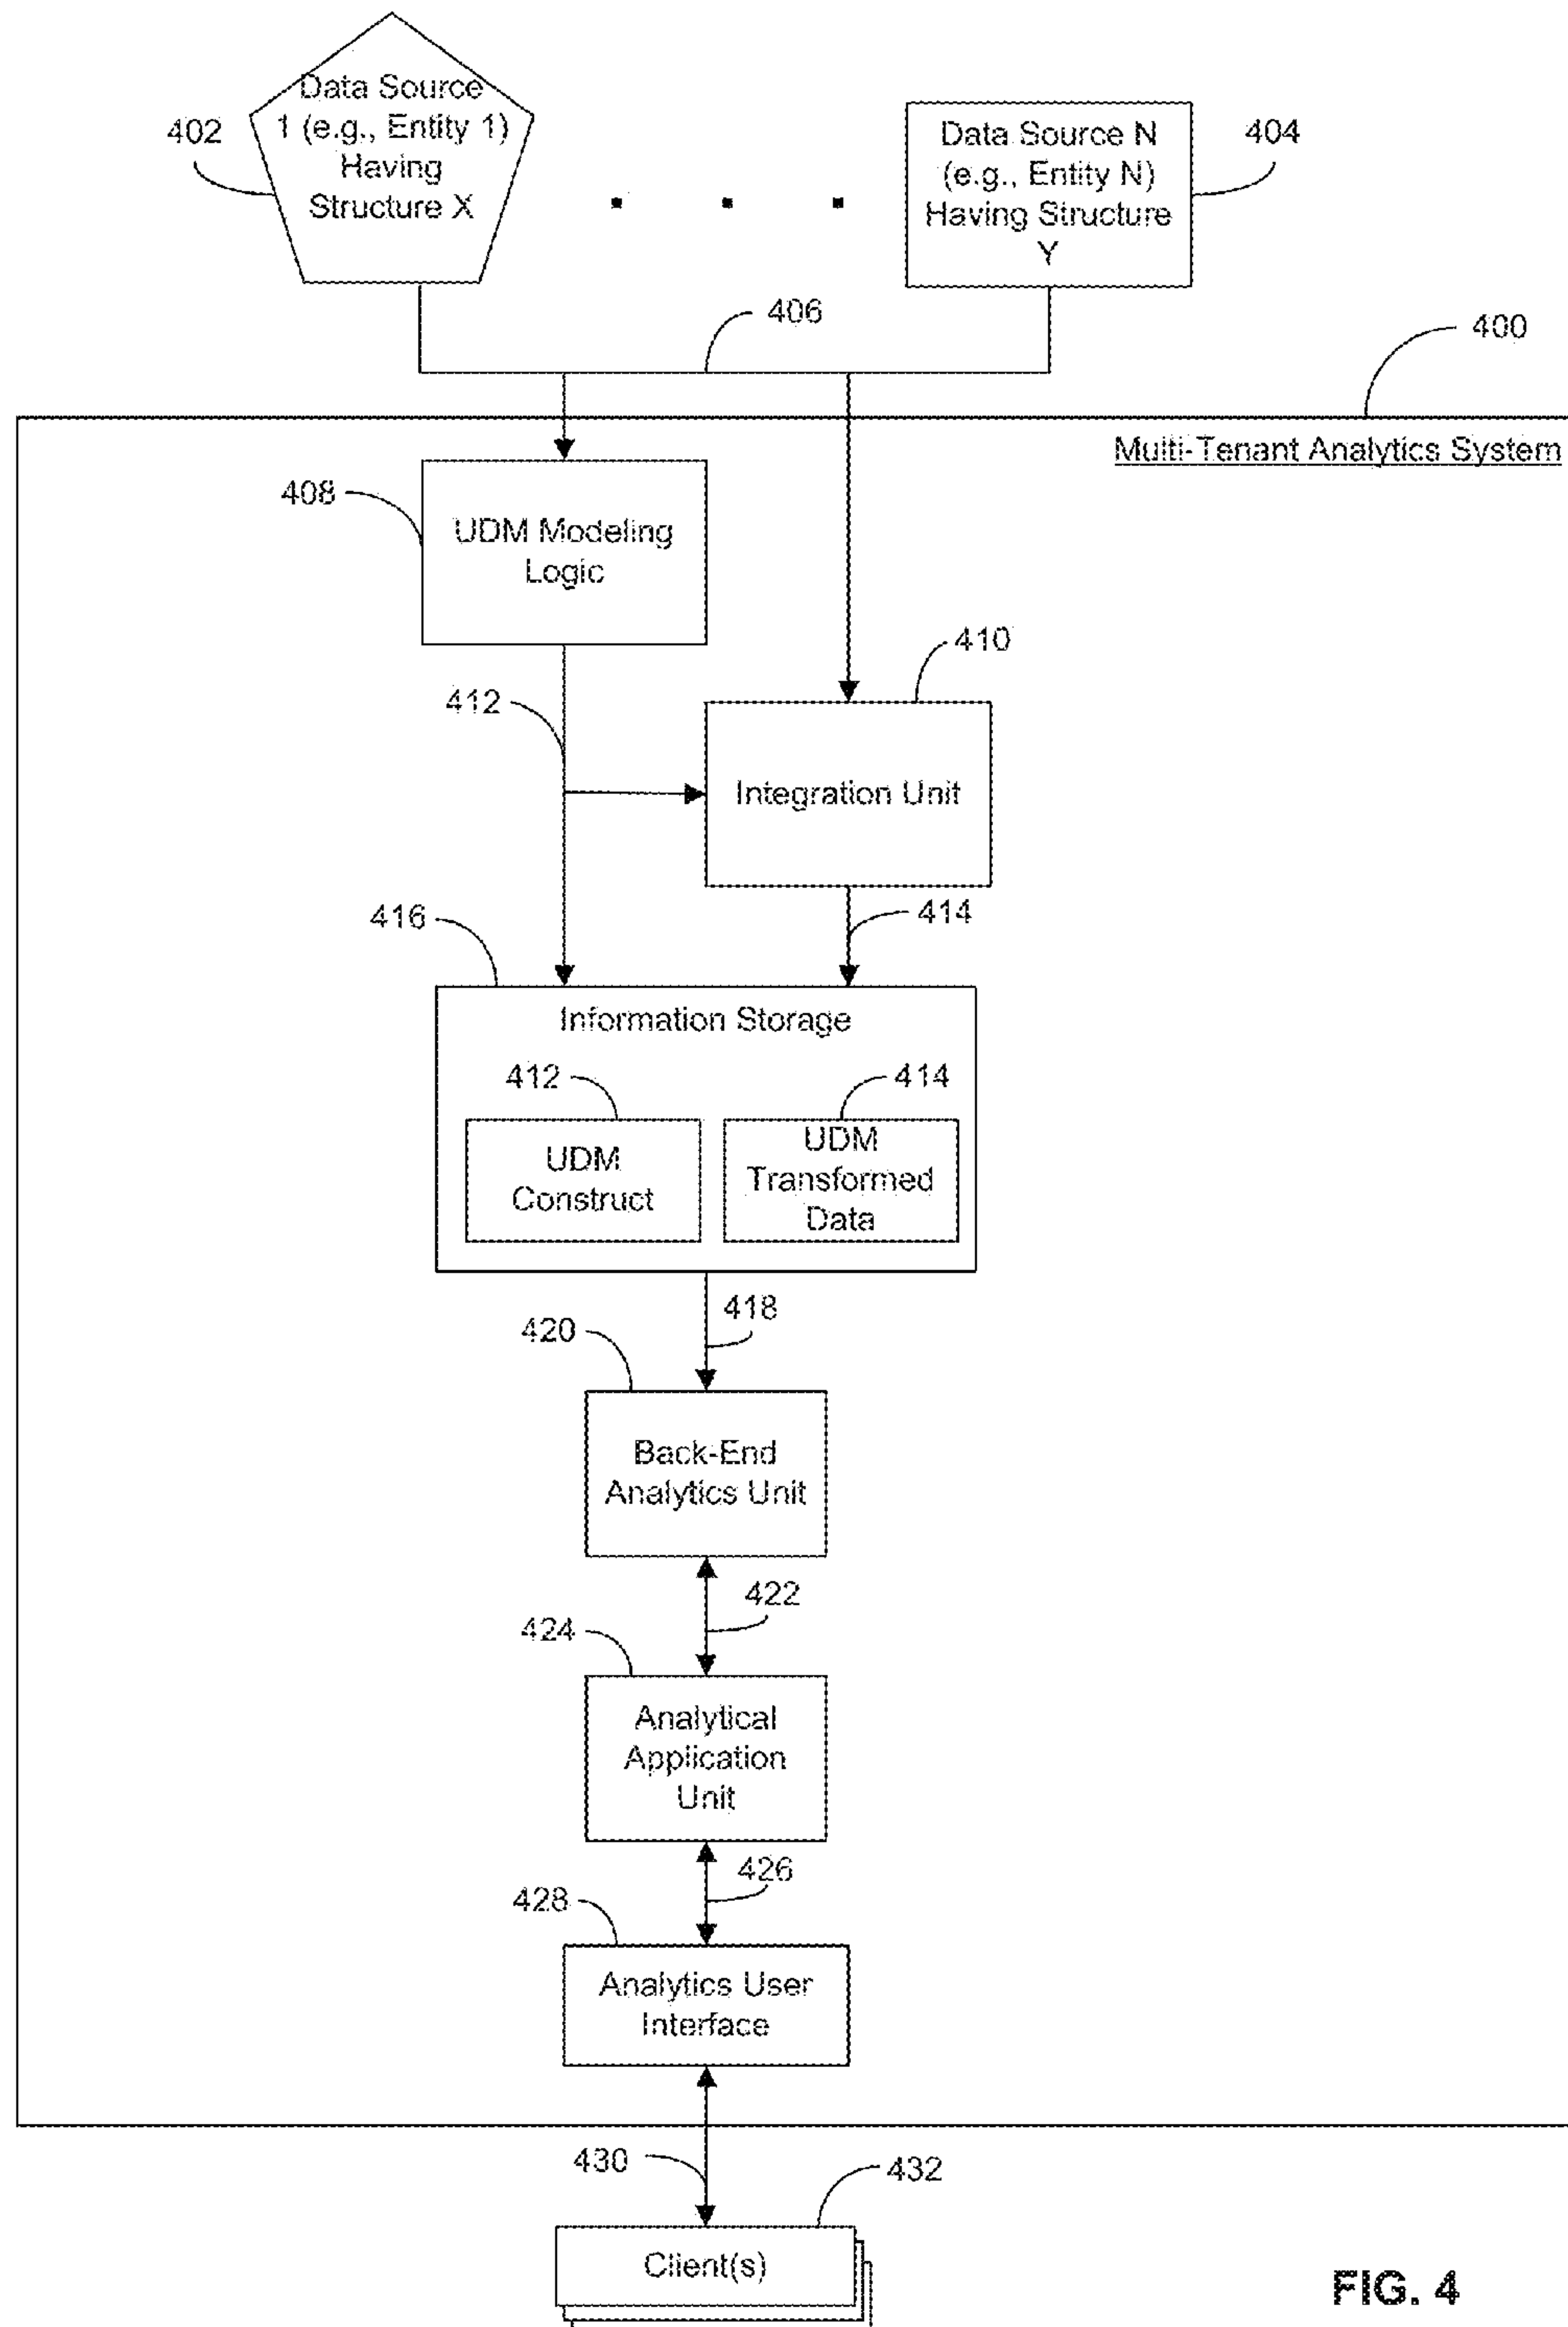 Data Source
1 (e.g., Entity 1)
Having
Structure X
402
Data Source N
(e.g., Entity N)
Having Structure
Y
404
406
400
Multi-Tenant Analytics System
408
UDM Modeling
Logic
410
412
Integration Unit
416
414
Information Storage
412
414
UDM
Construct
UDM
Transformed
Data
418
420
Back-End
Analytics Unit
422
424
Analytical
Application
Unit
426
428
Analytics User
Interface
430
432
Client(s)
FIG. 4